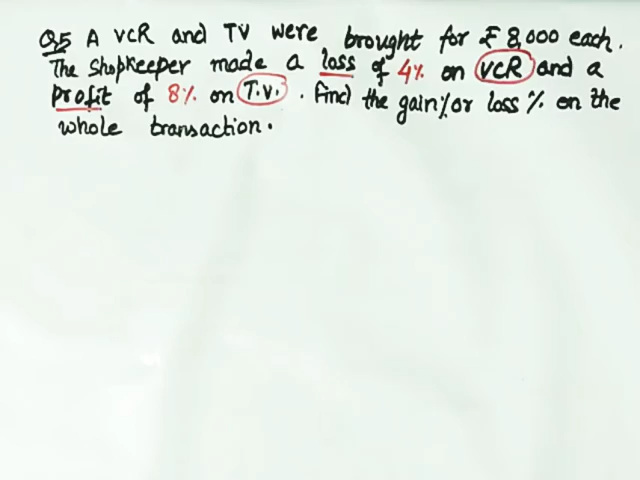 Q5 A VCR and TV were brought for ₹ 8,000 each.
The shopkeeper made a loss of 4% on VCR and a
profit of 8% on T.V. . Find the gain% or loss % on the
whole transaction.